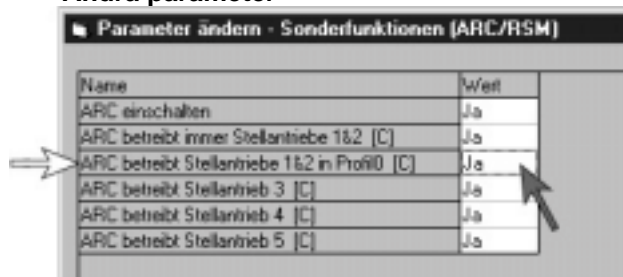 Ändra parameter
Parameter ändern - Sonderfunktionen (ARC/RSM)
Name Wert
ARC einschalten Ja
ARC betreibt immer Stellantriebe 1&2 [C] Ja
ARC betreibt Stellantriebe 1&2 in Profil0 [C] Ja
ARC betreibt Stellantrieb 3 [C] Ja
ARC betreibt Stellantrieb 4 [C] Ja
ARC betreibt Stellantrieb 5 [C] Ja